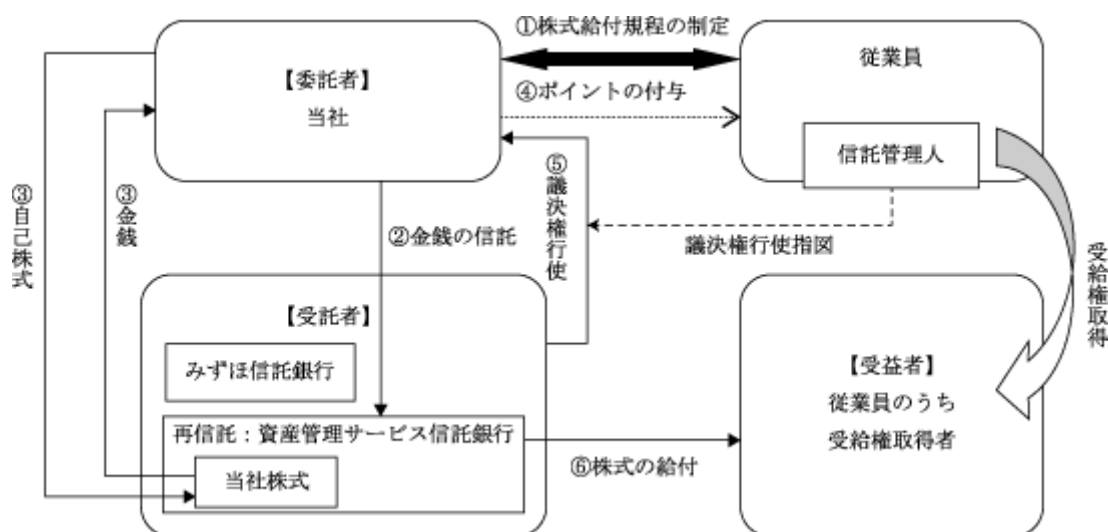 ①株式給付規程の制定
【委託者】
当社
従業員
④ポイントの付与
信託管理人
③自己株式
③金銭
②金銭の信託
⑤議決権行使
議決権行使指図
受給権取得
【受託者】
みずほ信託銀行
再信託：資産管理サービス信託銀行
当社株式
⑥株式の給付
【受益者】
従業員のうち
受給権取得者